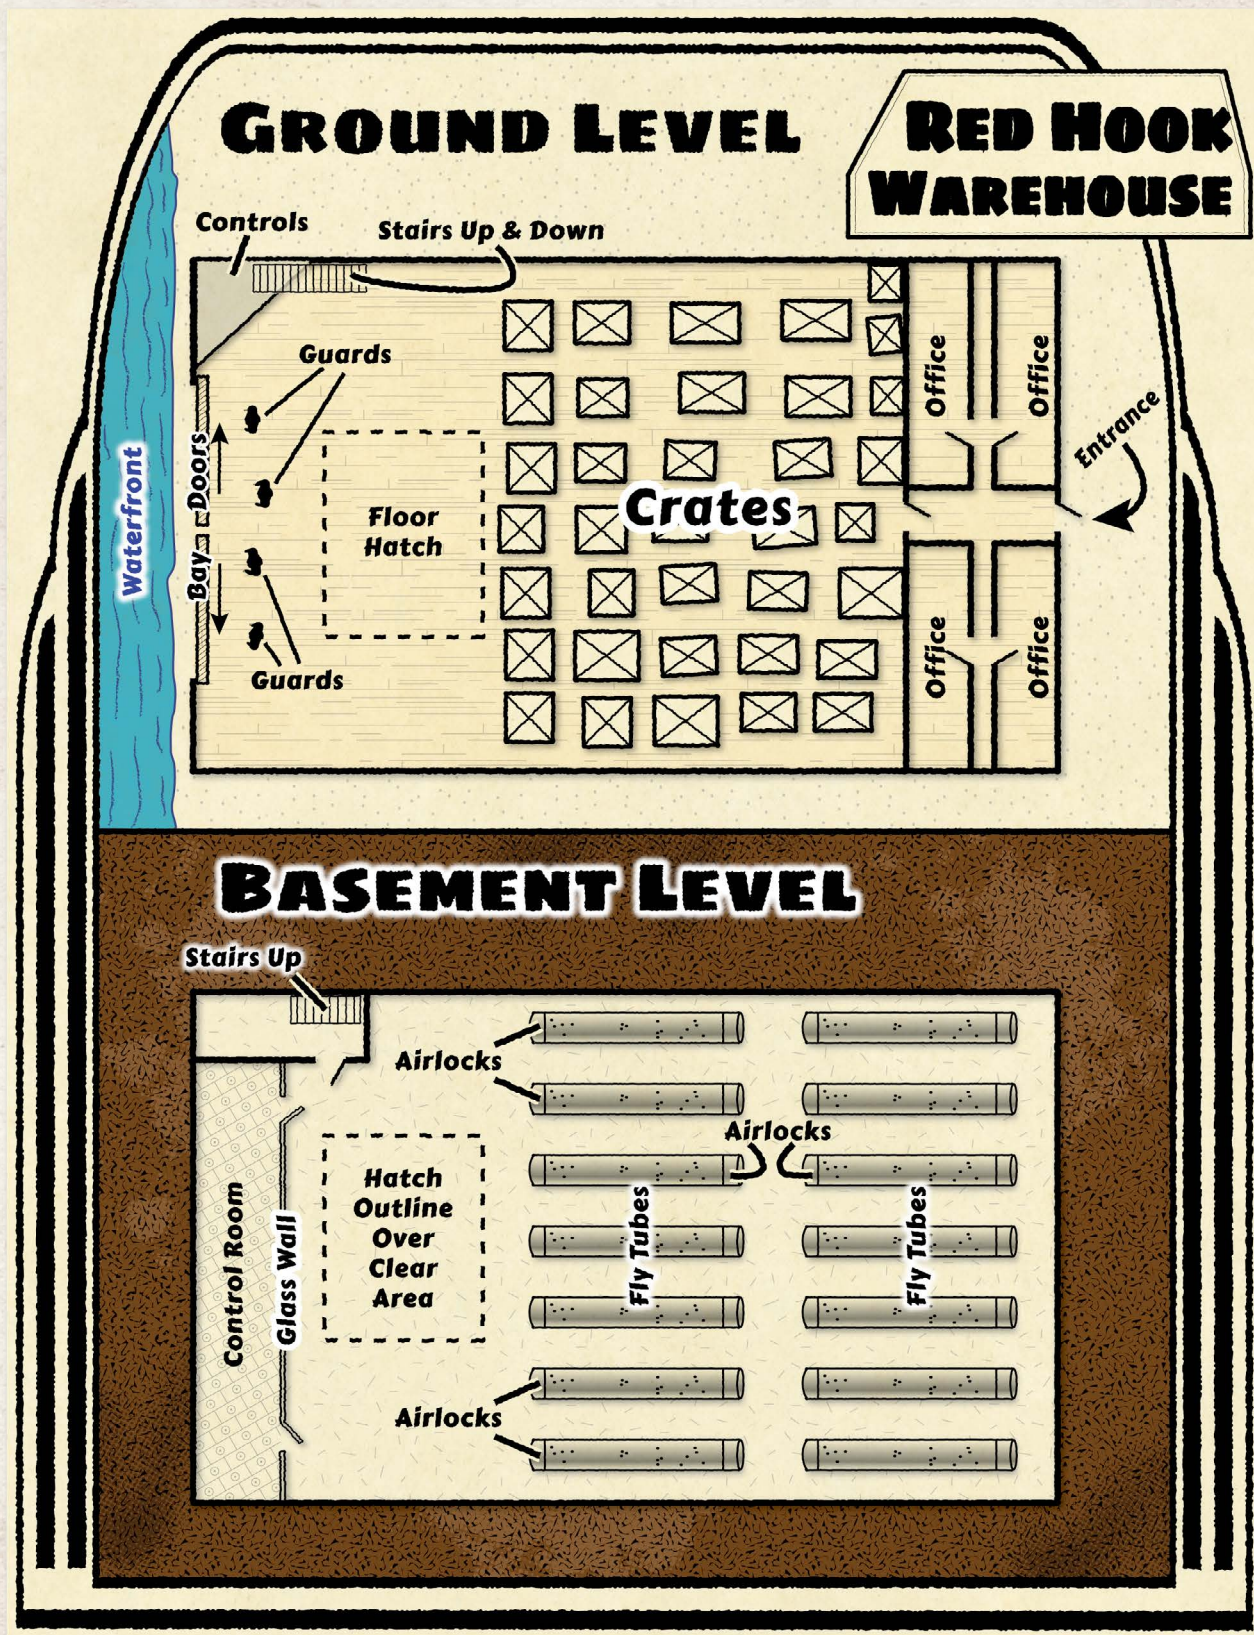 GROUND LEVEL
RED HOOK
WAREHOUSE
Controls
Stairs Up & Down
Guards
Office
Office
Entrance
Waterfront
Bay Doors
Floor
Hatch
Crates
Guards
Office
Office
BASEMENT LEVEL
Stairs Up
Airlocks
Airlocks
Hatch
Outline
Over
Clear
Area
Control Room
Glass Wall
Fly Tubes
Fly Tubes
Airlocks